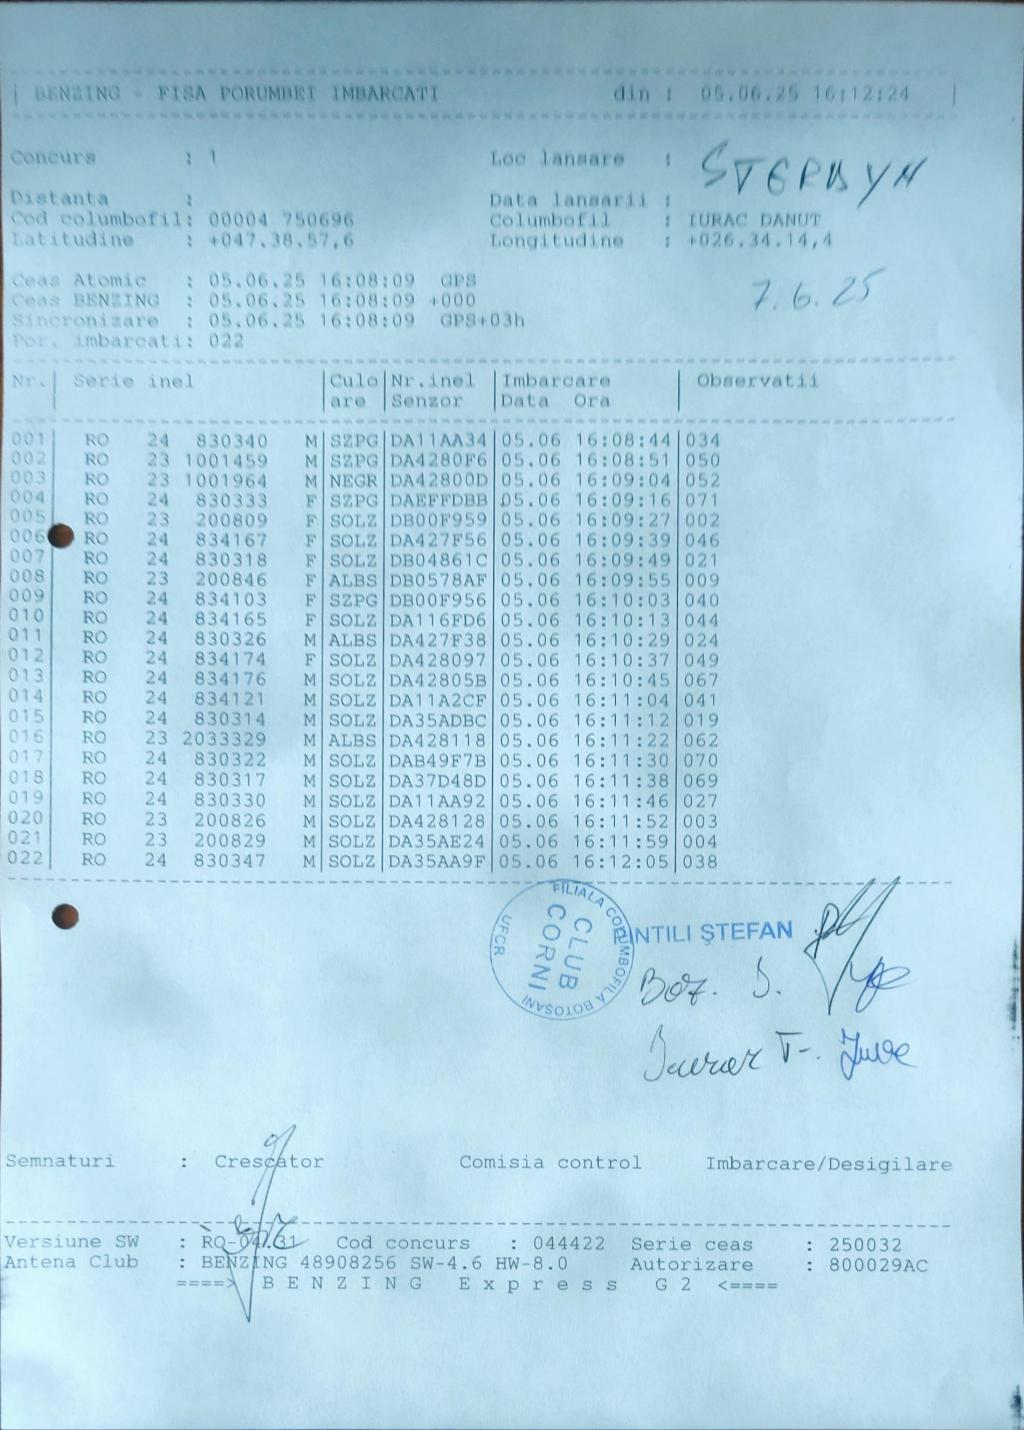 | BENZING - FISA PORUMBEI IMBARCATI din : 05.06.25 16:12:24 |
Concurs : 1 Loc lansare : STERDYN
Distanta : Data lansarii :
Cod columbofil: 00004 750696 Columbofil : IURAC DANUT
Latitudine : +047.38.57,6 Longitudine : +026.34.14,4
Ceas Atomic : 05.06.25 16:08:09 GPS
7.6.25
Ceas BENZING : 05.06.25 16:08:09 +000
Sincronizare : 05.06.25 16:08:09 GPS+03h
Por. imbarcati: 022
Nr. | Serie inel | Culo | Nr.inel | Imbarcare | Observatii
| | are | Senzor | Data Ora |
001 | RO 24 830340 M | SZPG | DA11AA34 | 05.06 16:08:44 | 034
002 | RO 23 1001459 M | SZPG | DA4280F6 | 05.06 16:08:51 | 050
003 | RO 23 1001964 M | NEGR | DA42800D | 05.06 16:09:04 | 052
004 | RO 24 830333 F | SZPG | DAEFFDBB | 05.06 16:09:16 | 071
005 | RO 23 200809 F | SOLZ | DB00F959 | 05.06 16:09:27 | 002
006 | RO 24 834167 F | SOLZ | DA427F56 | 05.06 16:09:39 | 046
007 | RO 24 830318 F | SOLZ | DB04861C | 05.06 16:09:49 | 021
008 | RO 23 200846 F | ALBS | DB0578AF | 05.06 16:09:55 | 009
009 | RO 24 834103 F | SZPG | DB00F956 | 05.06 16:10:03 | 040
010 | RO 24 834165 F | SOLZ | DA116FD6 | 05.06 16:10:13 | 044
011 | RO 24 830326 M | ALBS | DA427F38 | 05.06 16:10:29 | 024
012 | RO 24 834174 F | SOLZ | DA428097 | 05.06 16:10:37 | 049
013 | RO 24 834176 M | SOLZ | DA42805B | 05.06 16:10:45 | 067
014 | RO 24 834121 M | SOLZ | DA11A2CF | 05.06 16:11:04 | 041
015 | RO 24 830314 M | SOLZ | DA35ADBC | 05.06 16:11:12 | 019
016 | RO 23 2033329 M | ALBS | DA428118 | 05.06 16:11:22 | 062
017 | RO 24 830322 M | SOLZ | DAB49F7B | 05.06 16:11:30 | 070
018 | RO 24 830317 M | SOLZ | DA37D48D | 05.06 16:11:38 | 069
019 | RO 24 830330 M | SOLZ | DA11AA92 | 05.06 16:11:46 | 027
020 | RO 23 200826 M | SOLZ | DA428128 | 05.06 16:11:52 | 003
021 | RO 23 200829 M | SOLZ | DA35AE24 | 05.06 16:11:59 | 004
022 | RO 24 830347 M | SOLZ | DA35AA9F | 05.06 16:12:05 | 038
FILIALA COLUMBOFILA BOTOȘANI
UFCR
CLUB
CORNI
PINTILI ŞTEFAN
Semnaturi : Crescator Comisia control Imbarcare/Desigilare
Versiune SW : RO-04.31 Cod concurs : 044422 Serie ceas : 250032
Antena Club : BENZING 48908256 SW-4.6 HW-8.0 Autorizare : 800029AC
====> B E N Z I N G E x p r e s s G 2 <====